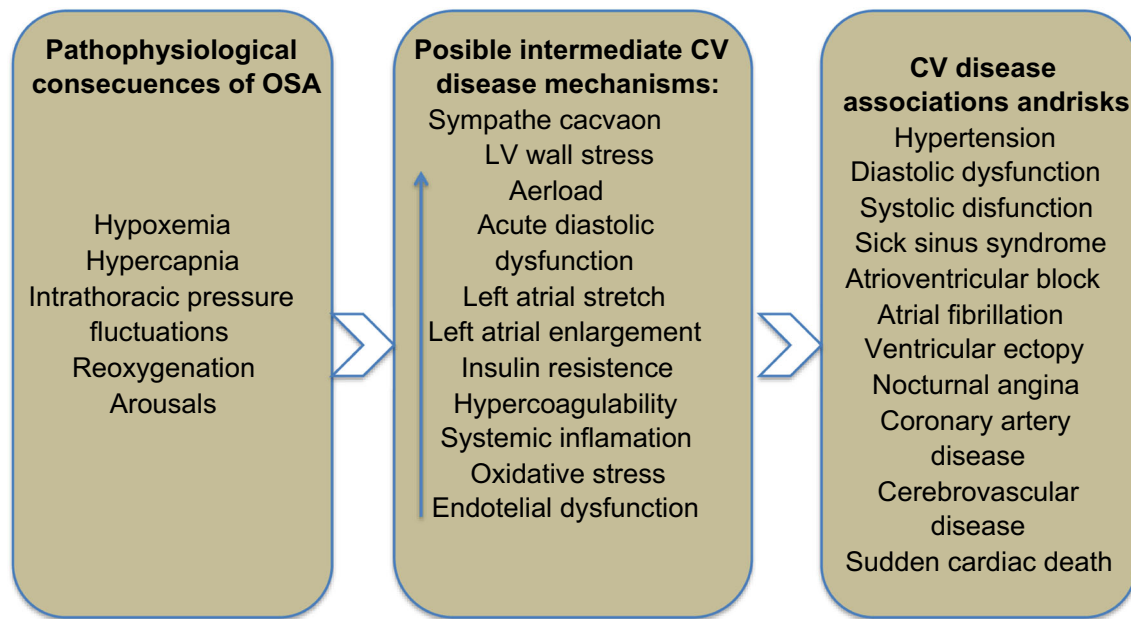 Pathophysiological
consecuences of OSA
Hypoxemia
Hypercapnia
Intrathoracic pressure
fluctuations
Reoxygenation
Arousals
Posible intermediate CV
disease mechanisms:
Sympathe cacvaon
LV wall stress
Aerload
Acute diastolic
dysfunction
Left atrial stretch
Left atrial enlargement
Insulin resistence
Hypercoagulability
Systemic inflamation
Oxidative stress
Endotelial dysfunction
CV disease
associations andrisks
Hypertension
Diastolic dysfunction
Systolic disfunction
Sick sinus syndrome
Atrioventricular block
Atrial fibrillation
Ventricular ectopy
Nocturnal angina
Coronary artery
disease
Cerebrovascular
disease
Sudden cardiac death